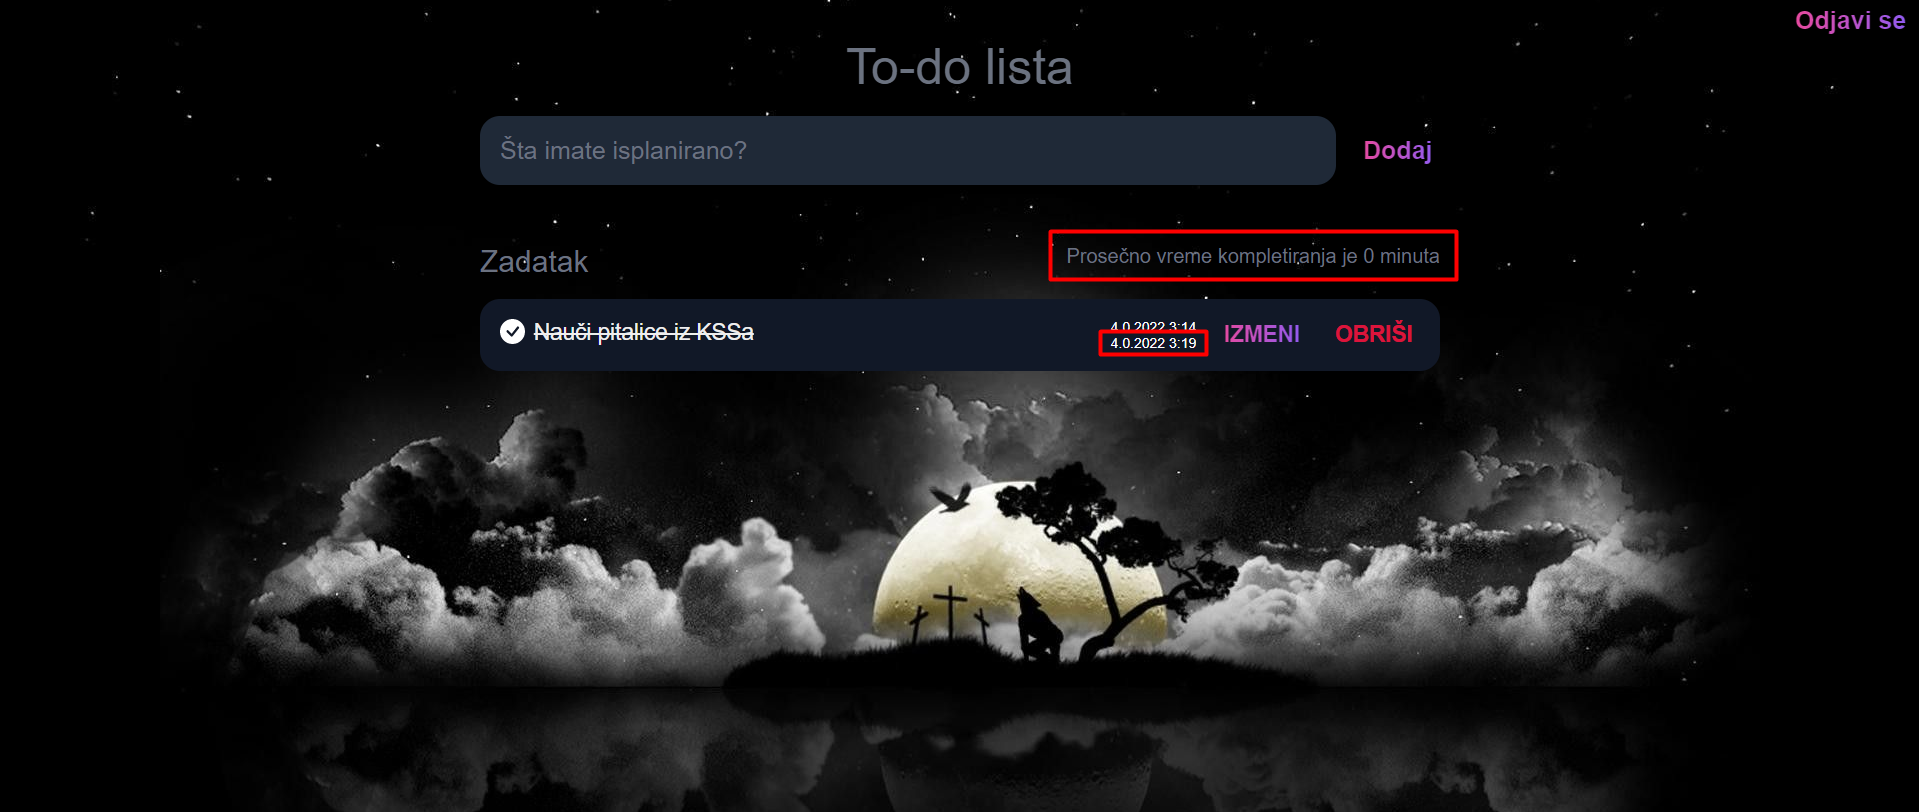 Odjavi se
To-do lista
Šta imate isplanirano?
Dodaj
Zadatak
Prosečno vreme kompletiranja je 0 minuta
Nauči pitalice iz KSSa
4.0.2022 3:14
4.0.2022 3:19
IZMENI
OBRIŠI